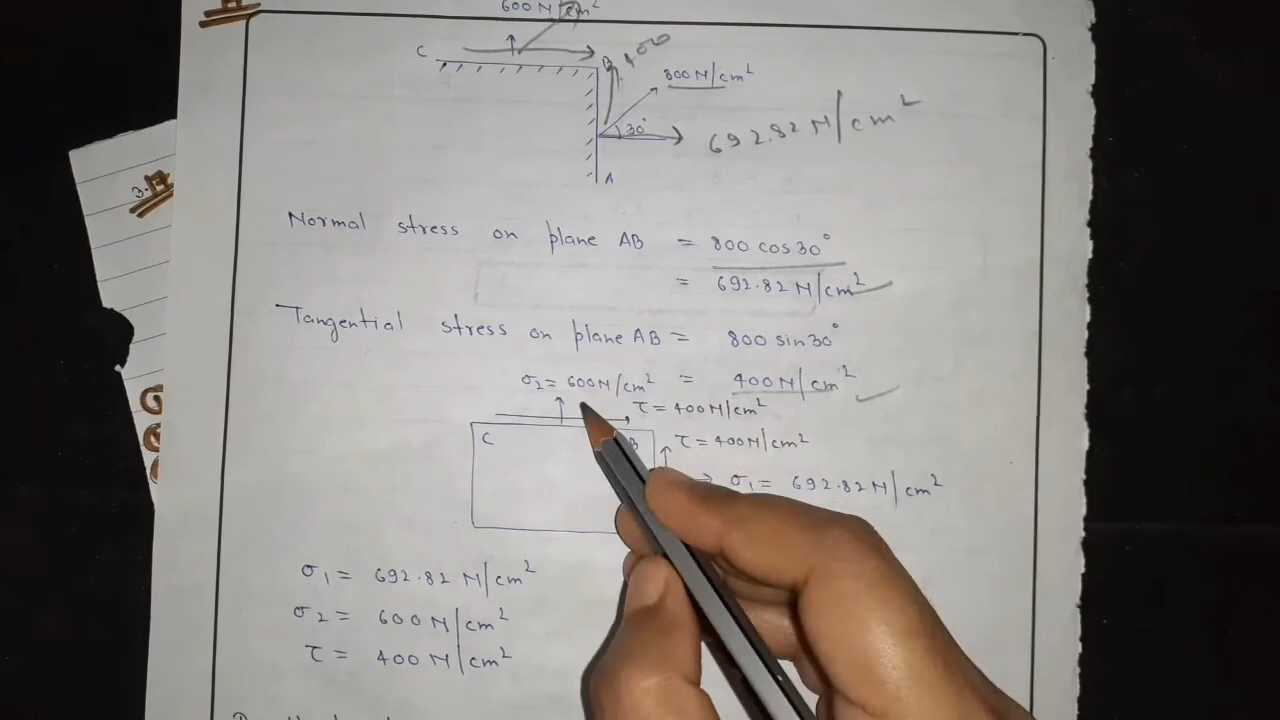 600 N/cm²
C
B 400
800 N/cm²
30°
692.82 N/cm²
A
3.
Normal stress on plane AB = 800 cos 30°
= 692.82 N/cm²
Tangential stress on plane AB = 800 sin 30°
σ₂ = 600 N/cm² = 400 N/cm²
τ = 400 N/cm²
C B τ = 400 N/cm²
σ₁ = 692.82 N/cm²
σ₁ = 692.82 N/cm²
σ₂ = 600 N/cm²
τ = 400 N/cm²